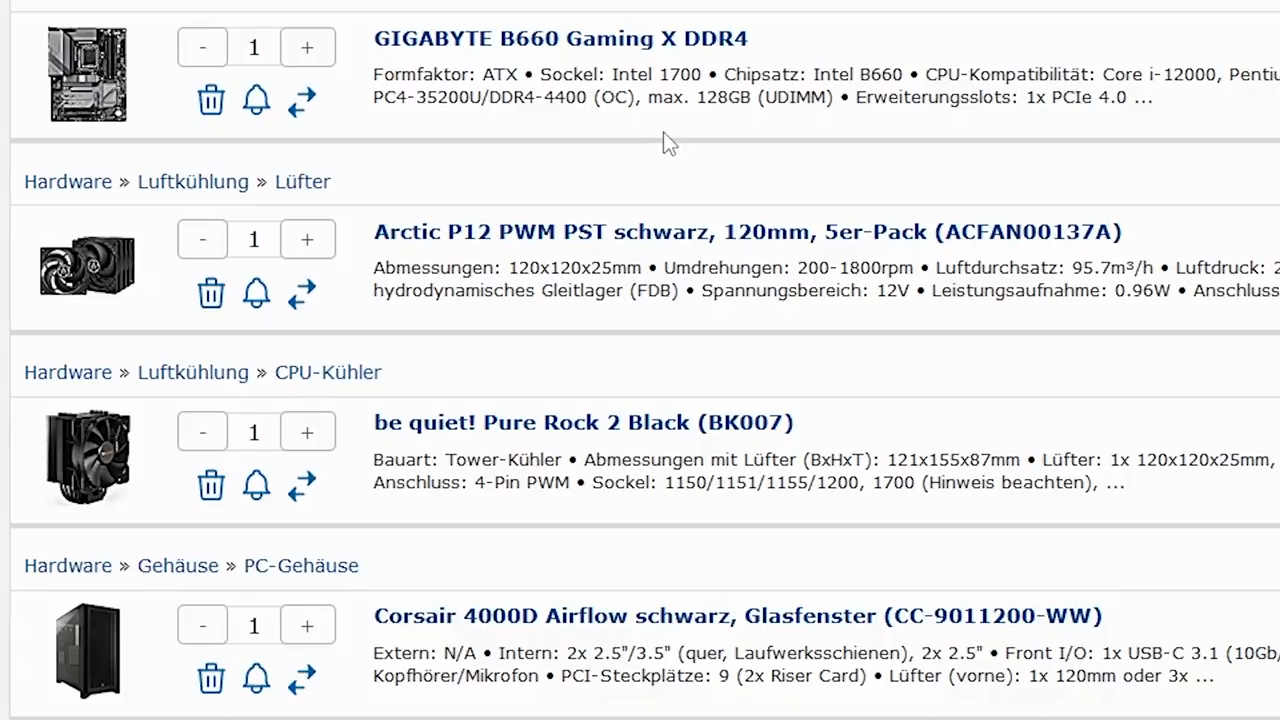 - 1 +
GIGABYTE B660 Gaming X DDR4
Formfaktor: ATX • Sockel: Intel 1700 • Chipsatz: Intel B660 • CPU-Kompatibilität: Core i-12000,
PC4-35200U/DDR4-4400 (OC), max. 128GB (UDIMM) • Erweiterungsslots: 1x PCIe 4.0 ...
Hardware » Luftkühlung » Lüfter
- 1 +
Arctic P12 PWM PST schwarz, 120mm, 5er-Pack (ACFAN00137A)
Abmessungen: 120x120x25mm • Umdrehungen: 200-1800rpm • Luftdurchsatz: 95.7m³/h • Luftdruck:
hydrodynamisches Gleitlager (FDB) • Spannungsbereich: 12V • Leistungsaufnahme: 0.96W • Anschluss
Hardware » Luftkühlung » CPU-Kühler
- 1 +
be quiet! Pure Rock 2 Black (BK007)
Bauart: Tower-Kühler • Abmessungen mit Lüfter (BxHxT): 121x155x87mm • Lüfter: 1x 120x120x25mm,
Anschluss: 4-Pin PWM • Sockel: 1150/1151/1155/1200, 1700 (Hinweis beachten), ...
Hardware » Gehäuse » PC-Gehäuse
- 1 +
Corsair 4000D Airflow schwarz, Glasfenster (CC-9011200-WW)
Extern: N/A • Intern: 2x 2.5"/3.5" (quer, Laufwerksschienen), 2x 2.5" • Front I/O: 1x USB-C 3.1 (10Gb/
Kopfhörer/Mikrofon • PCI-Steckplätze: 9 (2x Riser Card) • Lüfter (vorne): 1x 120mm oder 3x ...